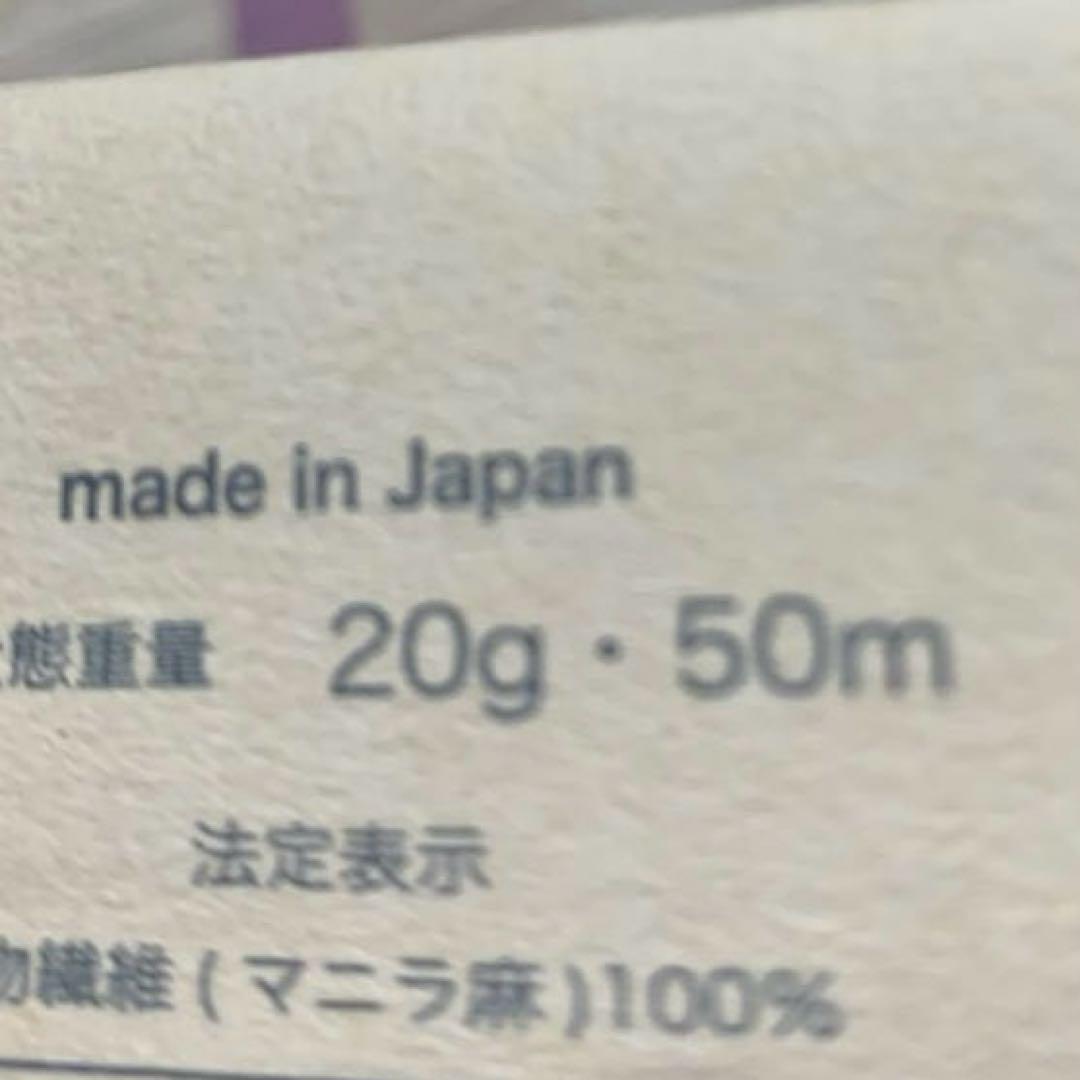 made in Japan
態重量 20g・50m
法定表示
物繊維(マニラ麻)100%